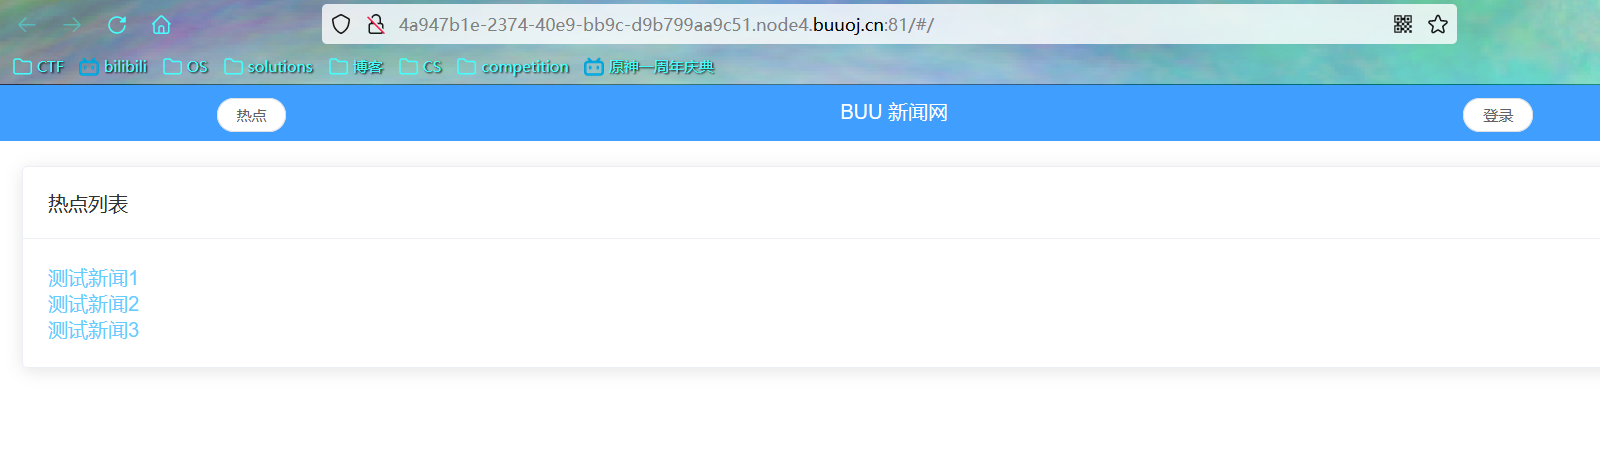 4a947b1e-2374-40e9-bb9c-d9b799aa9c51.node4.buuoj.cn:81/#/
CTF bilibili OS solutions 博客 CS competition 原神一周年庆典
热点 BUU 新闻网 登录
热点列表
测试新闻1
测试新闻2
测试新闻3